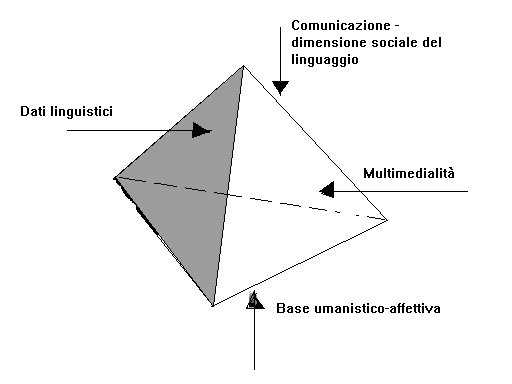 Comunicazione -
dimensione sociale del
linguaggio
Dati linguistici
Multimedialità
Base umanistico-affettiva